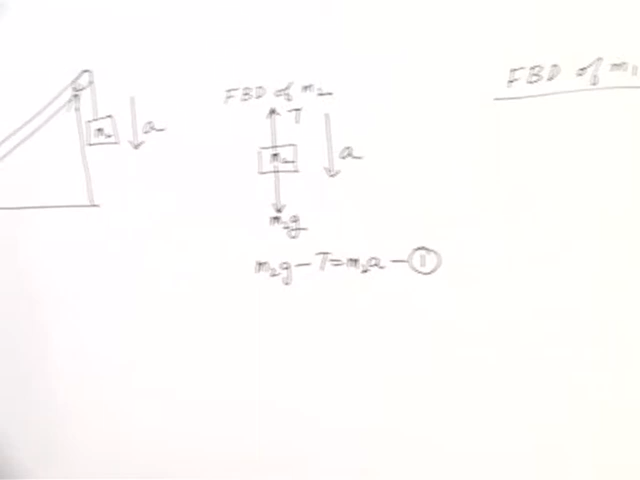 m₂
a
FBD of m₂
T
m₂
a
m₂g
m₂g - T = m₂a - ①
FBD of m₁